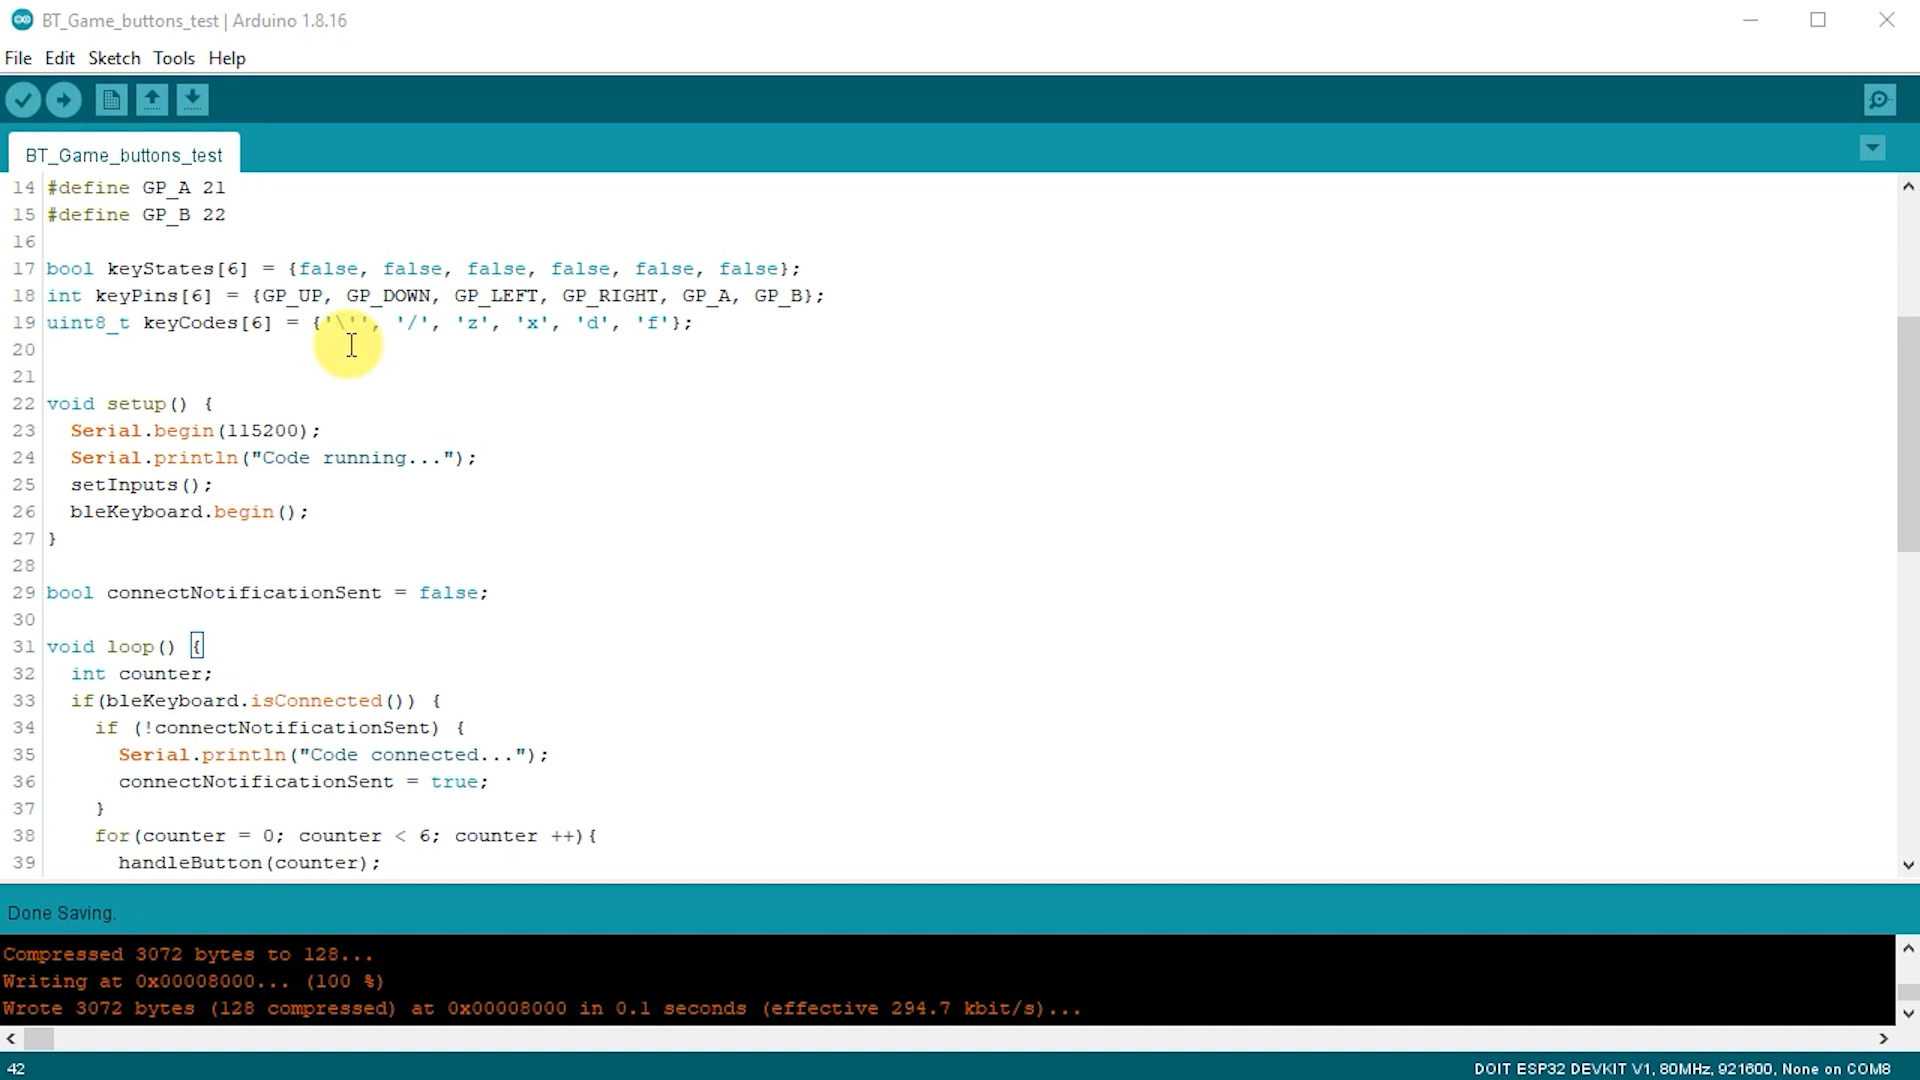 BT_Game_buttons_test | Arduino 1.8.16
File Edit Sketch Tools Help
BT_Game_buttons_test
14 #define GP_A 21
15 #define GP_B 22
16
17 bool keyStates[6] = {false, false, false, false, false, false};
18 int keyPins[6] = {GP_UP, GP_DOWN, GP_LEFT, GP_RIGHT, GP_A, GP_B};
19 uint8_t keyCodes[6] = {'\'', '/', 'z', 'x', 'd', 'f'};
20
21
22 void setup() {
23   Serial.begin(115200);
24   Serial.println("Code running...");
25   setInputs();
26   bleKeyboard.begin();
27 }
28
29 bool connectNotificationSent = false;
30
31 void loop() {
32   int counter;
33   if(bleKeyboard.isConnected()) {
34     if (!connectNotificationSent) {
35       Serial.println("Code connected...");
36       connectNotificationSent = true;
37     }
38     for(counter = 0; counter < 6; counter ++){
39       handleButton(counter);
Done Saving.
Compressed 3072 bytes to 128...
Writing at 0x00008000... (100 %)
Wrote 3072 bytes (128 compressed) at 0x00008000 in 0.1 seconds (effective 294.7 kbit/s)...
42 DOIT ESP32 DEVKIT V1, 80MHz, 921600, None on COM8